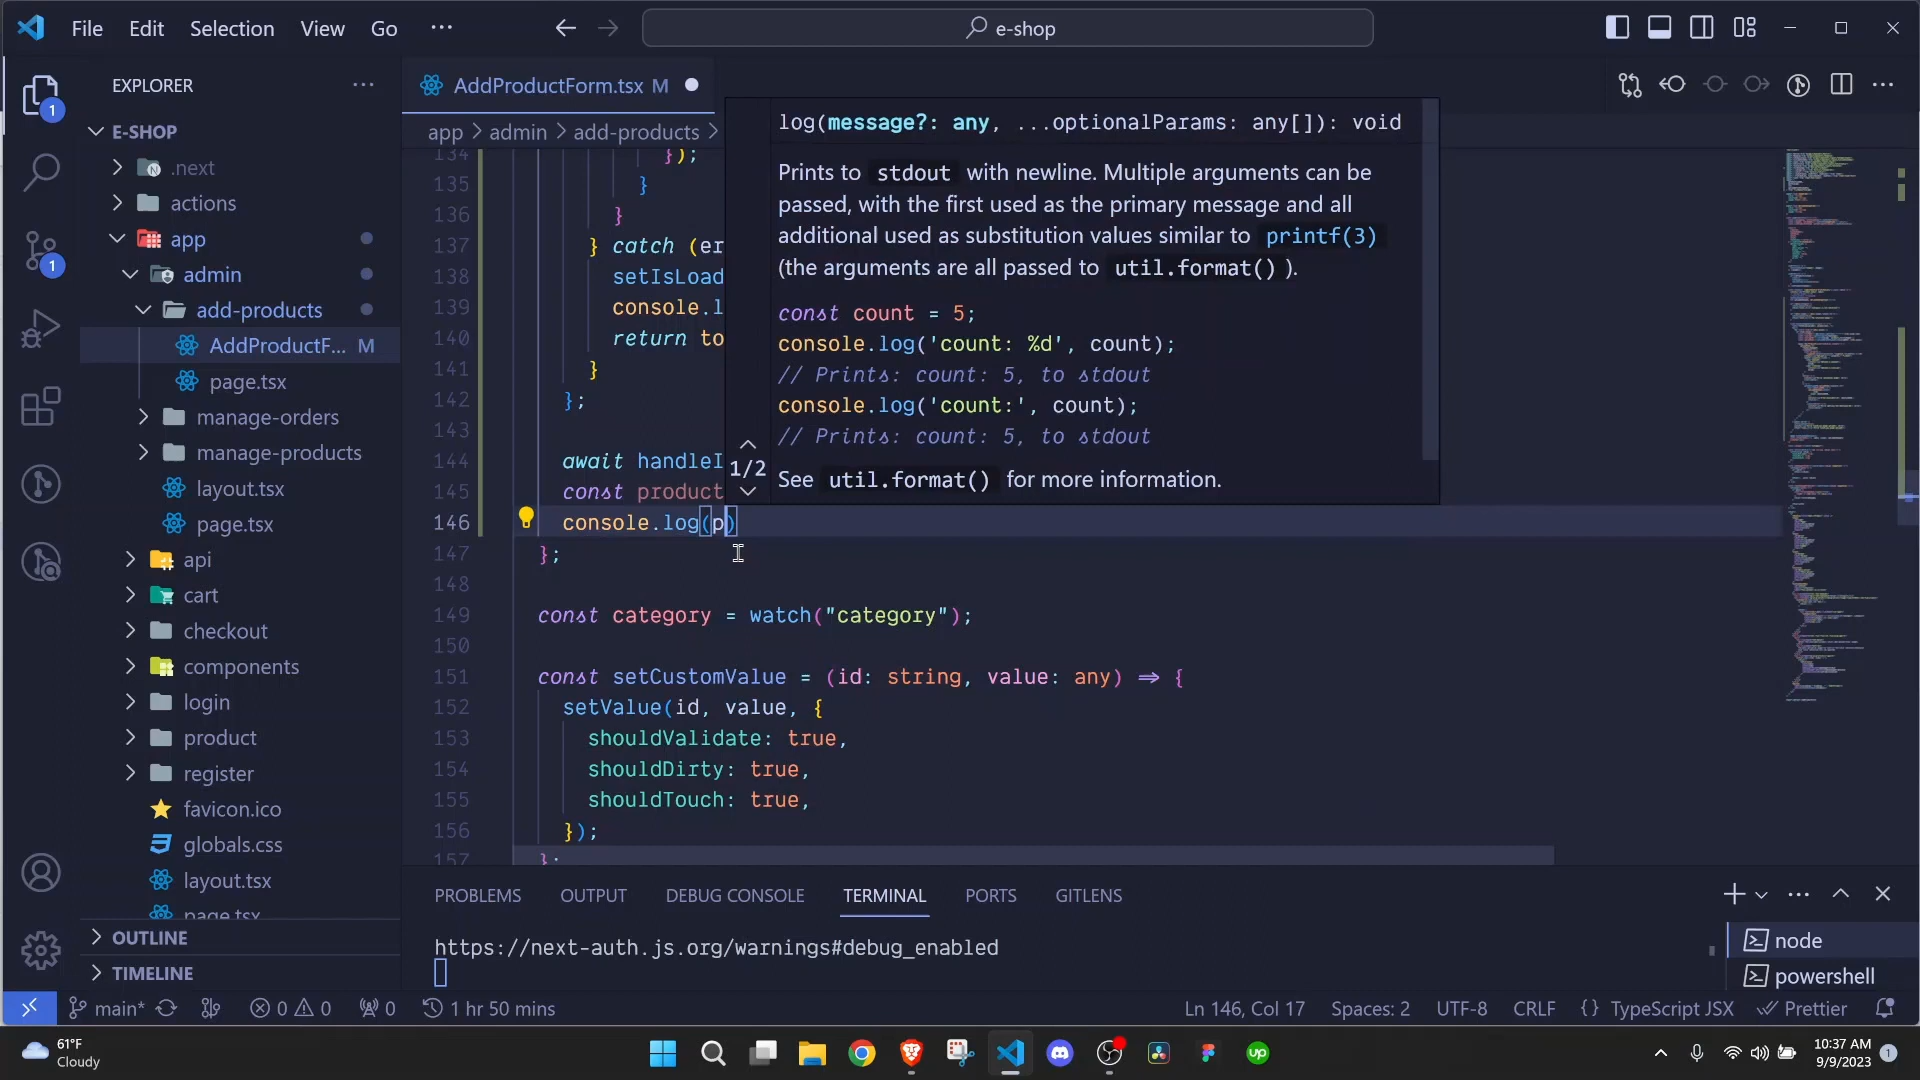 File Edit Selection View Go ··· e-shop
EXPLORER ···
E-SHOP
.next
actions
app
admin
add-products
AddProductF... M
page.tsx
manage-orders
manage-products
layout.tsx
page.tsx
api
cart
checkout
components
login
product
register
favicon.ico
globals.css
layout.tsx
page.tsx
OUTLINE
TIMELINE
1
1
AddProductForm.tsx M
app > admin > add-products >
134 });
135 }
136 }
137 } catch (er
138 setIsLoad
139 console.l
140 return to
141 }
142 };
143
144 await handleI
145 const product
146 console.log(p)
147 };
148
149 const category = watch("category");
150
151 const setCustomValue = (id: string, value: any) => {
152 setValue(id, value, {
153 shouldValidate: true,
154 shouldDirty: true,
155 shouldTouch: true,
156 });
157 };
log(message?: any, ...optionalParams: any[]): void
Prints to stdout with newline. Multiple arguments can be
passed, with the first used as the primary message and all
additional used as substitution values similar to printf(3)
(the arguments are all passed to util.format() ).
const count = 5;
console.log('count: %d', count);
// Prints: count: 5, to stdout
console.log('count:', count);
// Prints: count: 5, to stdout
1/2
See util.format() for more information.
PROBLEMS OUTPUT DEBUG CONSOLE TERMINAL PORTS GITLENS
https://next-auth.js.org/warnings#debug_enabled
node
powershell
main* 0 0 0 1 hr 50 mins Ln 146, Col 17 Spaces: 2 UTF-8 CRLF {} TypeScript JSX Prettier
61°F
Cloudy
up
10:37 AM
9/9/2023
1